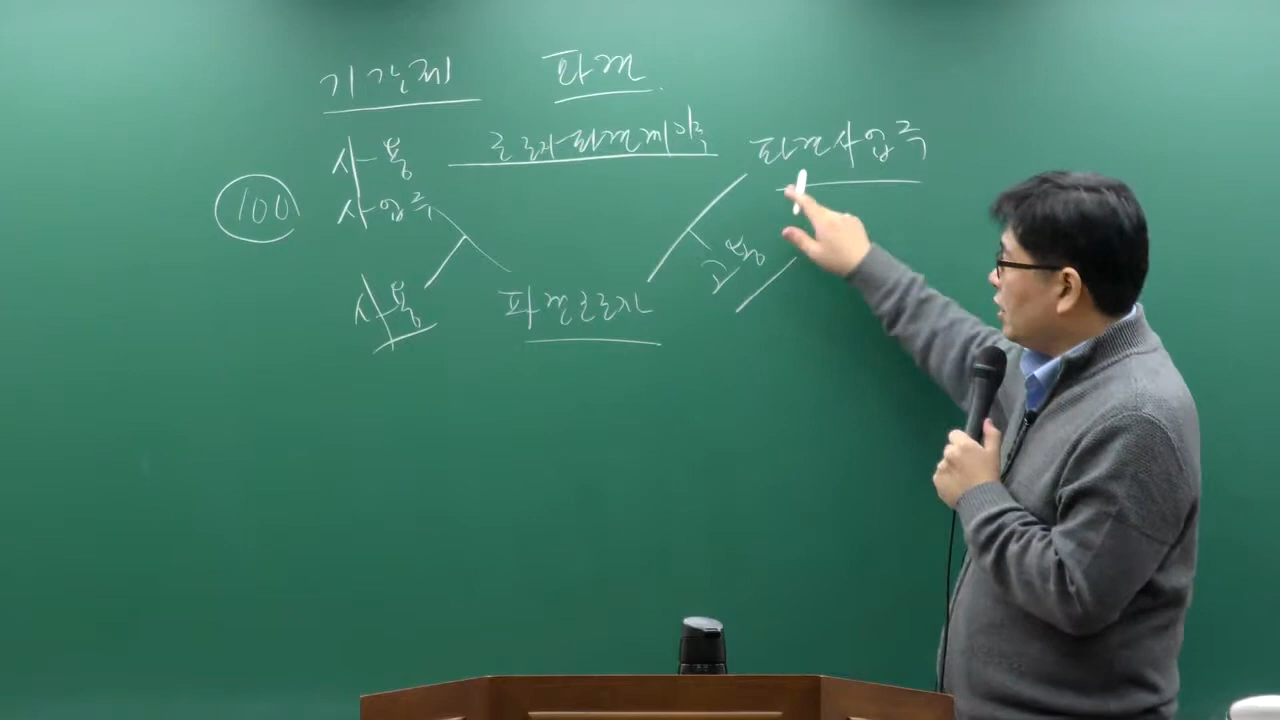 기간제 파견
사용 근로자파견계약 파견사업주
100 사업주
고용
사용 파견근로자